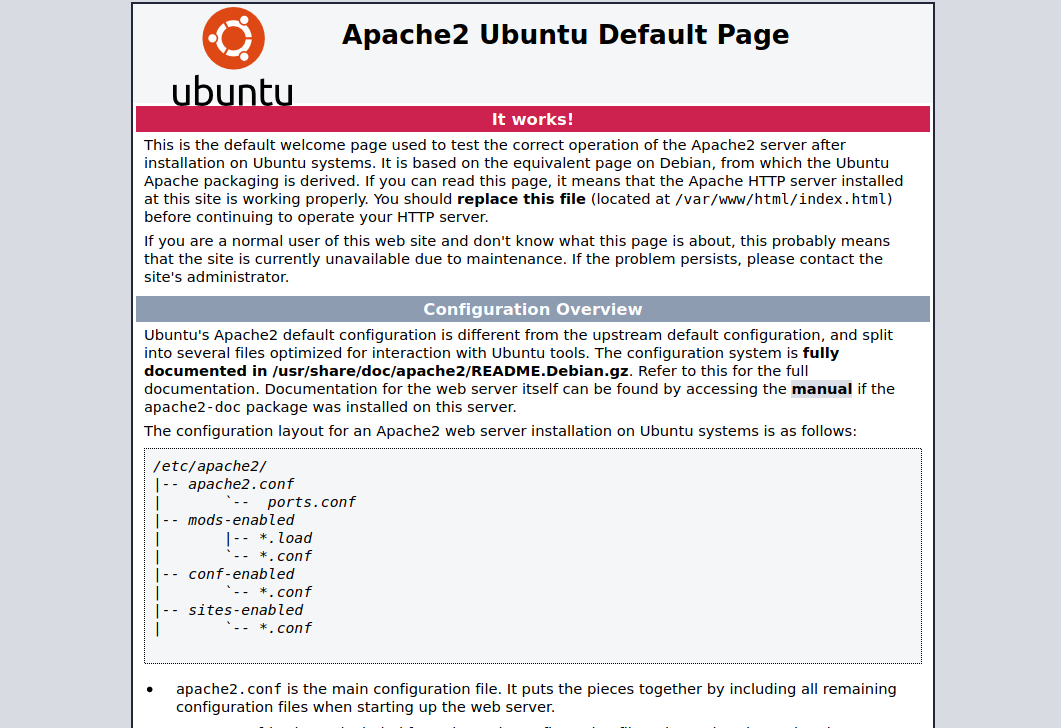 ubuntu
Apache2 Ubuntu Default Page
It works!
This is the default welcome page used to test the correct operation of the Apache2 server after
installation on Ubuntu systems. It is based on the equivalent page on Debian, from which the Ubuntu
Apache packaging is derived. If you can read this page, it means that the Apache HTTP server installed
at this site is working properly. You should replace this file (located at /var/www/html/index.html)
before continuing to operate your HTTP server.
If you are a normal user of this web site and don't know what this page is about, this probably means
that the site is currently unavailable due to maintenance. If the problem persists, please contact the
site's administrator.
Configuration Overview
Ubuntu's Apache2 default configuration is different from the upstream default configuration, and split
into several files optimized for interaction with Ubuntu tools. The configuration system is fully
documented in /usr/share/doc/apache2/README.Debian.gz. Refer to this for the full
documentation. Documentation for the web server itself can be found by accessing the manual if the
apache2-doc package was installed on this server.
The configuration layout for an Apache2 web server installation on Ubuntu systems is as follows:
/etc/apache2/
|-- apache2.conf
|       `--  ports.conf
|-- mods-enabled
|       |-- *.load
|       `-- *.conf
|-- conf-enabled
|       `-- *.conf
|-- sites-enabled
|       `-- *.conf
• apache2.conf is the main configuration file. It puts the pieces together by including all remaining
configuration files when starting up the web server.